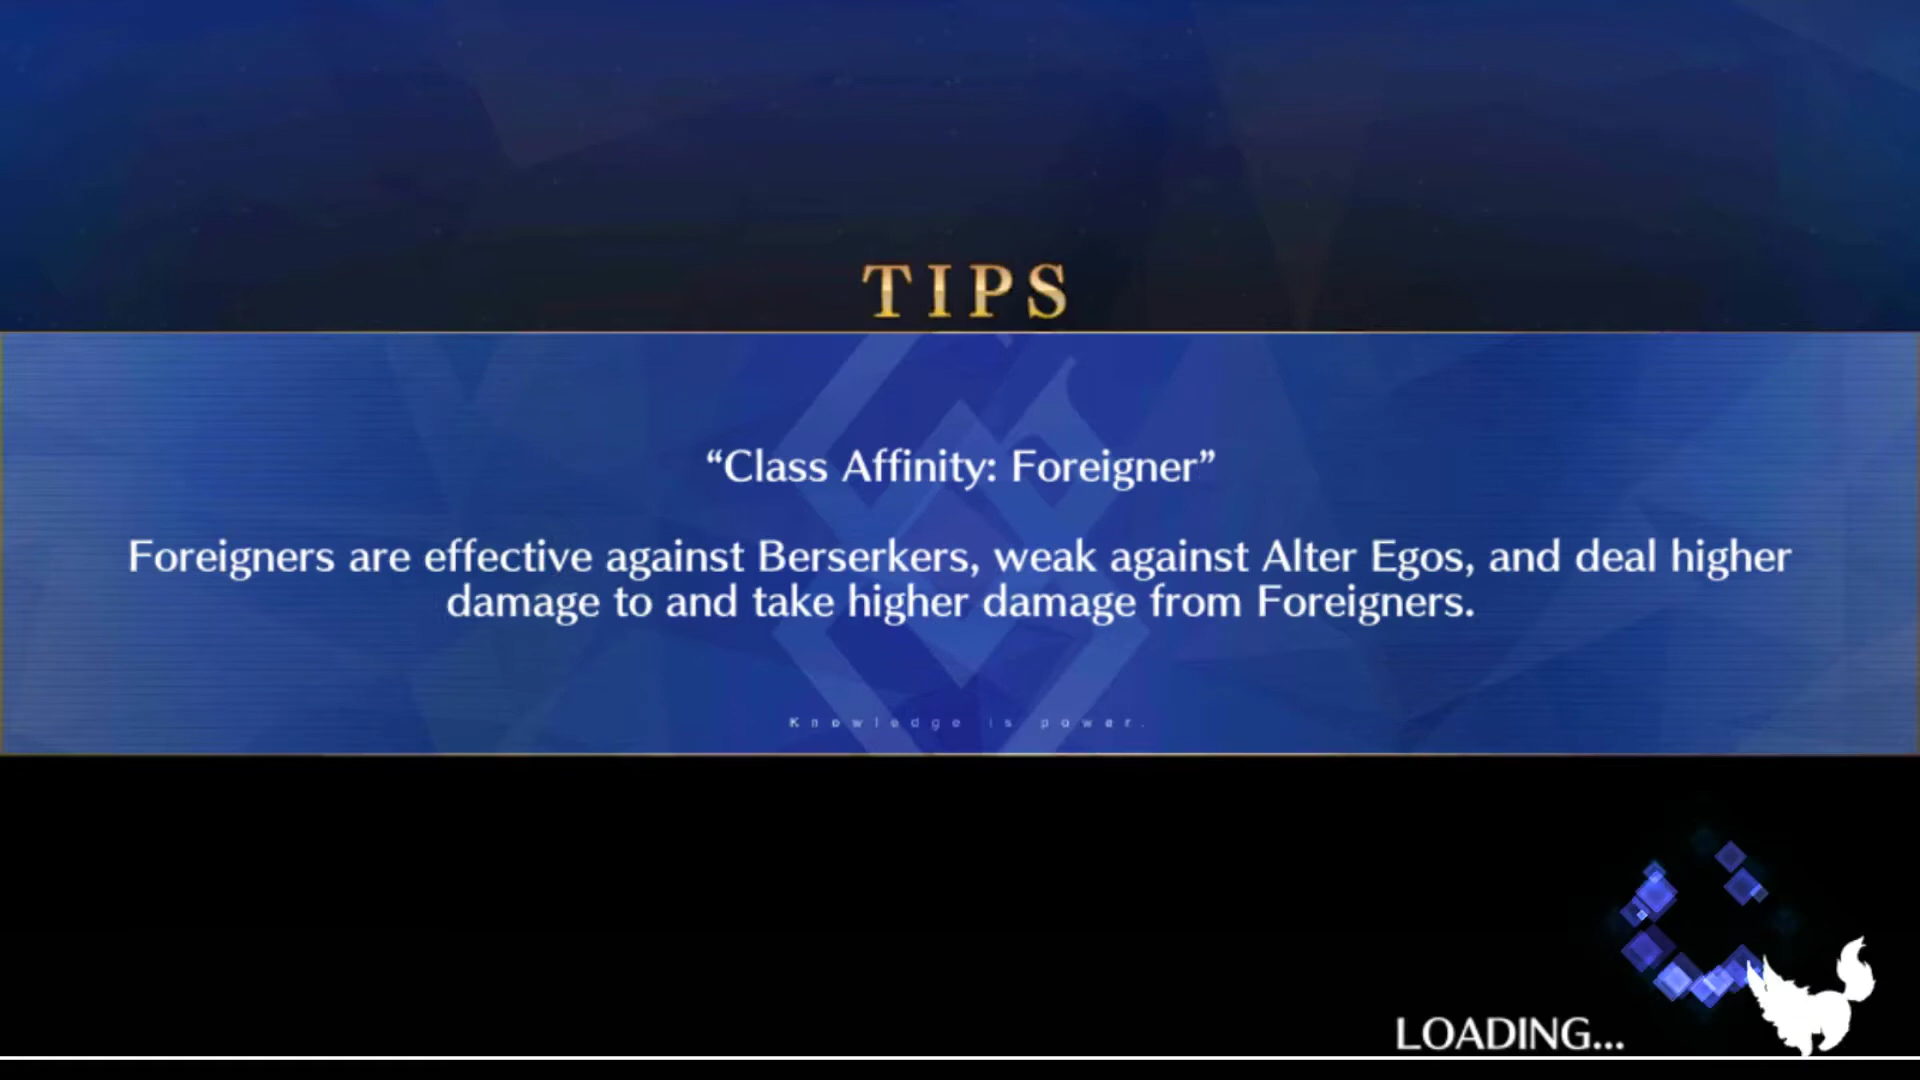 TIPS
“Class Affinity: Foreigner”
Foreigners are effective against Berserkers, weak against Alter Egos, and deal higher
damage to and take higher damage from Foreigners.
Knowledge is power.
LOADING...